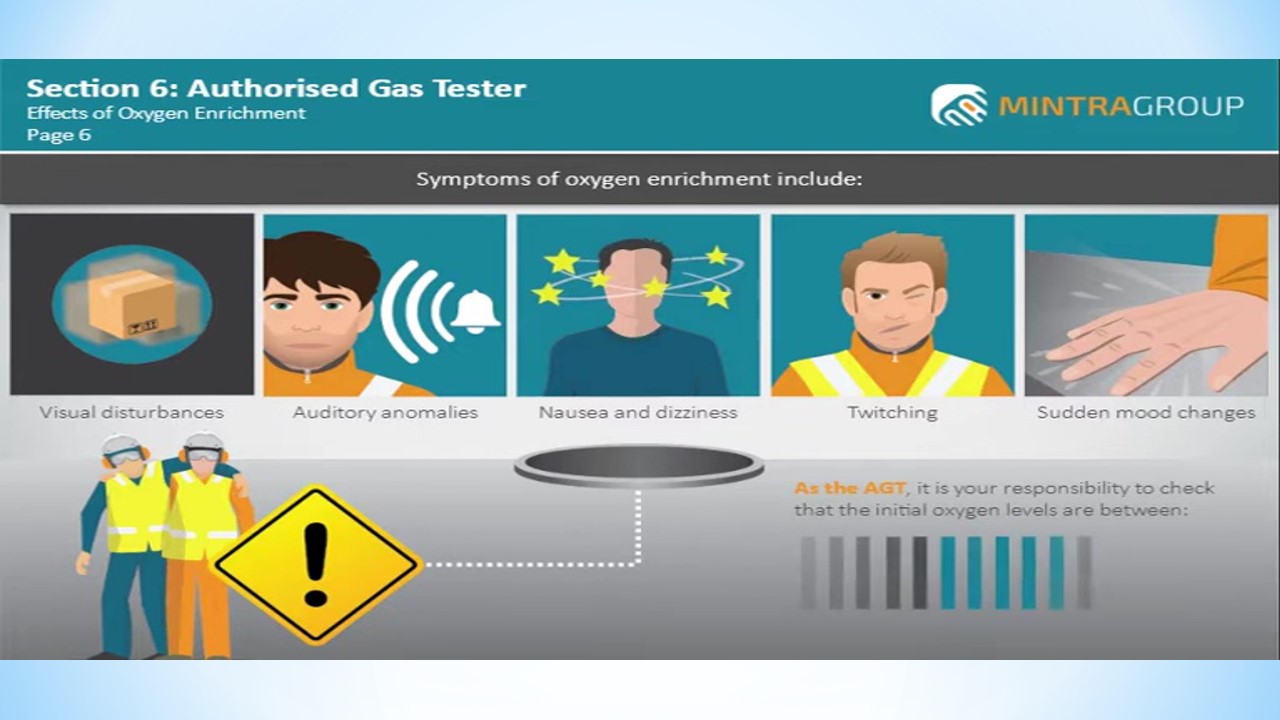 Section 6: Authorised Gas Tester
Effects of Oxygen Enrichment
Page 6
MINTRAGROUP
Symptoms of oxygen enrichment include:
Visual disturbances
Auditory anomalies
Nausea and dizziness
Twitching
Sudden mood changes
As the AGT, it is your responsibility to check
that the initial oxygen levels are between: